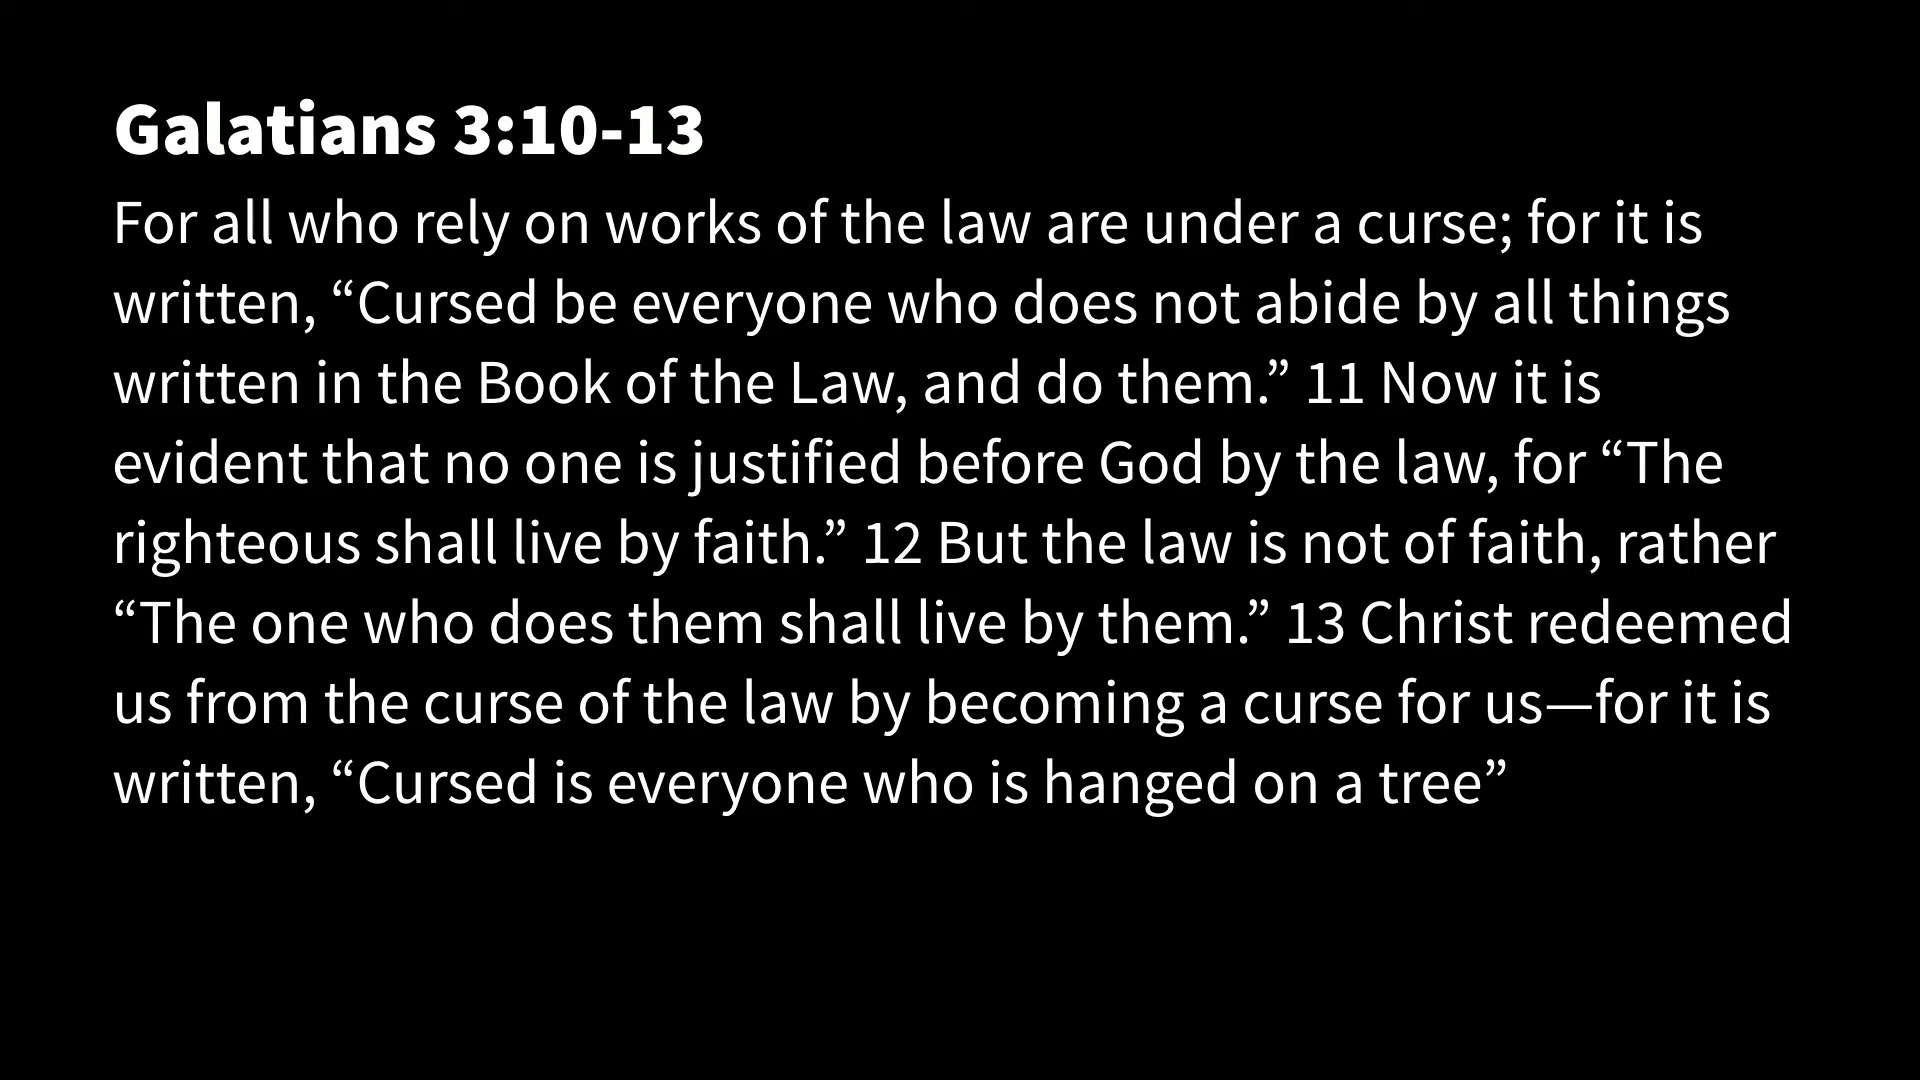 Galatians 3:10-13
For all who rely on works of the law are under a curse; for it is
written, “Cursed be everyone who does not abide by all things
written in the Book of the Law, and do them.” 11 Now it is
evident that no one is justified before God by the law, for “The
righteous shall live by faith.” 12 But the law is not of faith, rather
“The one who does them shall live by them.” 13 Christ redeemed
us from the curse of the law by becoming a curse for us—for it is
written, “Cursed is everyone who is hanged on a tree”